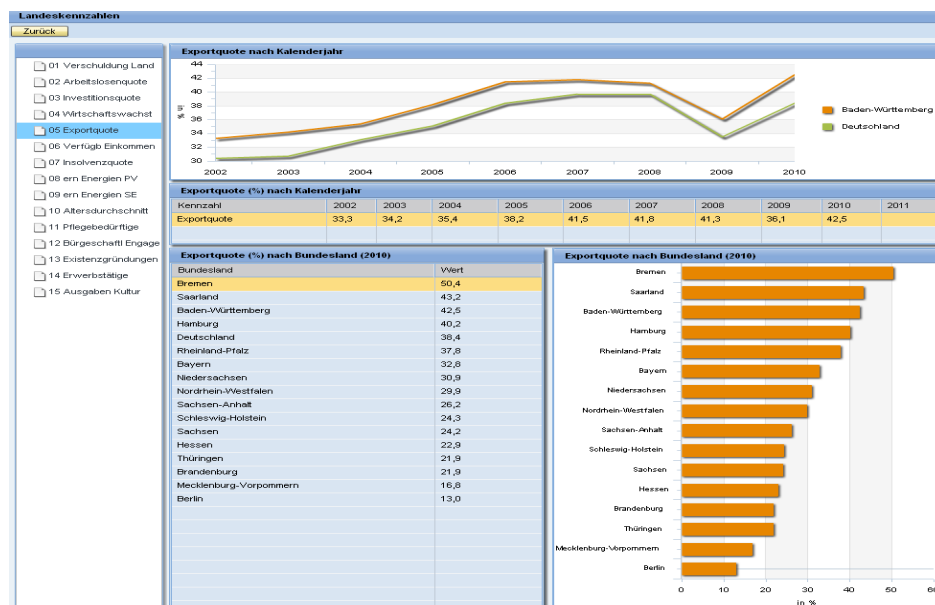 Landeskennzahlen
Zurück
01 Verschuldung Land
02 Arbeitslosenquote
03 Investitionsquote
04 Wirtschaftswachst
05 Exportquote
06 Verfügb Einkommen
07 Insolvenzquote
08 ern Energien PV
09 ern Energien SE
10 Altersdurchschnitt
11 Pflegebedürftige
12 Bürgeschaftl Engage
13 Existenzgründungen
14 Erwerbstätige
15 Ausgaben Kultur
Exportquote nach Kalenderjahr
44
42
40
38
36
34
32
30
in %
2002 2003 2004 2005 2006 2007 2008 2009 2010
Baden-Württemberg
Deutschland
Exportquote (%) nach Kalenderjahr
Kennzahl 2002 2003 2004 2005 2006 2007 2008 2009 2010 2011
Exportquote 33,3 34,2 35,4 38,2 41,5 41,8 41,3 36,1 42,5
Exportquote (%) nach Bundesland (2010)
Bundesland Wert
Bremen 50,4
Saarland 43,2
Baden-Württemberg 42,5
Hamburg 40,2
Deutschland 38,4
Rheinland-Pfalz 37,8
Bayern 32,8
Niedersachsen 30,9
Nordrhein-Westfalen 29,9
Sachsen-Anhalt 26,2
Schleswig-Holstein 24,3
Sachsen 24,2
Hessen 22,9
Thüringen 21,9
Brandenburg 21,9
Mecklenburg-Vorpommern 16,8
Berlin 13,0
Exportquote nach Bundesland (2010)
Bremen
Saarland
Baden-Württemberg
Hamburg
Rheinland-Pfalz
Bayern
Niedersachsen
Nordrhein-Westfalen
Sachsen-Anhalt
Schleswig-Holstein
Sachsen
Hessen
Brandenburg
Thüringen
Mecklenburg-Vorpommern
Berlin
0 10 20 30 40 50 60
in %